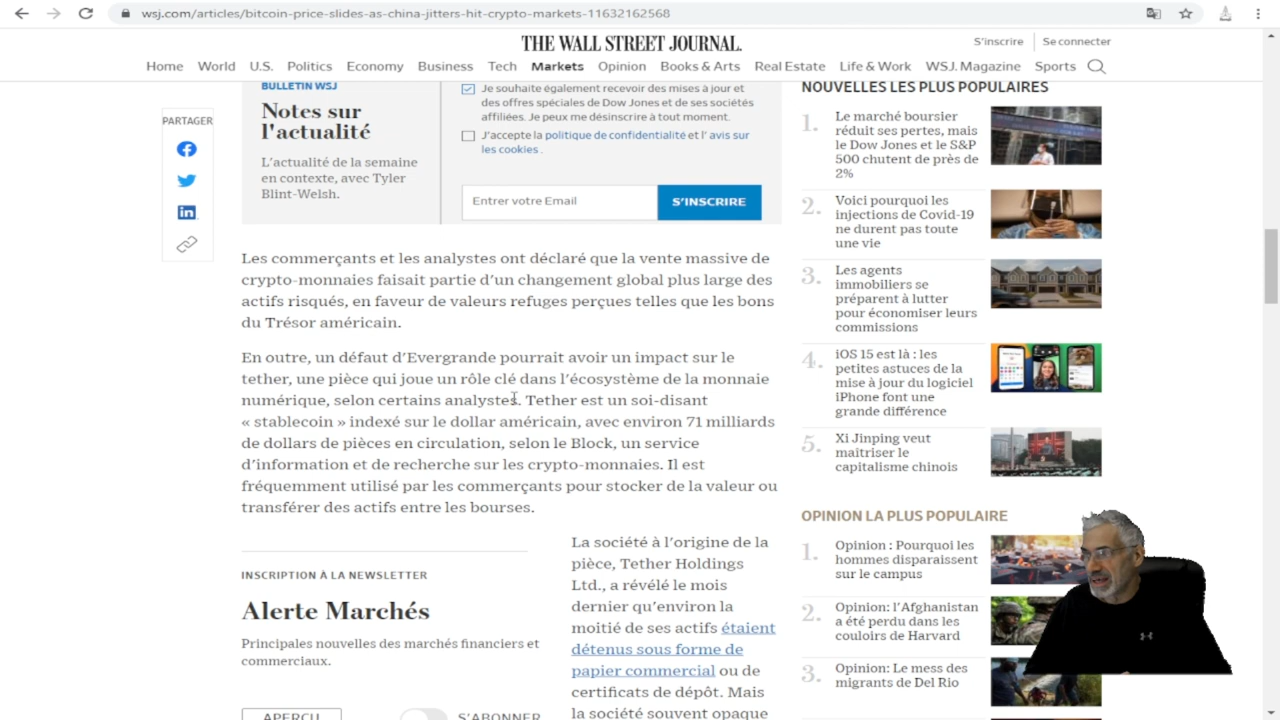 wsj.com/articles/bitcoin-price-slides-as-china-jitters-hit-crypto-markets-11632162568
THE WALL STREET JOURNAL.
S'inscrire
Se connecter
Home World U.S. Politics Economy Business Tech Markets Opinion Books & Arts Real Estate Life & Work WSJ. Magazine Sports
PARTAGER
BULLETIN WSJ
Notes sur
l'actualité
L'actualité de la semaine
en contexte, avec Tyler
Blint-Welsh.
Je souhaite également recevoir des mises à jour et
des offres spéciales de Dow Jones et de ses sociétés
affiliées. Je peux me désinscrire à tout moment.
J'accepte la politique de confidentialité et l' avis sur
les cookies .
Entrer votre Email
S'INSCRIRE
Les commerçants et les analystes ont déclaré que la vente massive de
crypto-monnaies faisait partie d'un changement global plus large des
actifs risqués, en faveur de valeurs refuges perçues telles que les bons
du Trésor américain.
En outre, un défaut d'Evergrande pourrait avoir un impact sur le
tether, une pièce qui joue un rôle clé dans l'écosystème de la monnaie
numérique, selon certains analystes. Tether est un soi-disant
« stablecoin » indexé sur le dollar américain, avec environ 71 milliards
de dollars de pièces en circulation, selon le Block, un service
d'information et de recherche sur les crypto-monnaies. Il est
fréquemment utilisé par les commerçants pour stocker de la valeur ou
transférer des actifs entre les bourses.
INSCRIPTION À LA NEWSLETTER
Alerte Marchés
Principales nouvelles des marchés financiers et
commerciaux.
APERÇU
S'ABONNER
La société à l'origine de la
pièce, Tether Holdings
Ltd., a révélé le mois
dernier qu'environ la
moitié de ses actifs étaient
détenus sous forme de
papier commercial ou de
certificats de dépôt. Mais
la société souvent opaque
NOUVELLES LES PLUS POPULAIRES
1. Le marché boursier
réduit ses pertes, mais
le Dow Jones et le S&P
500 chutent de près de
2%
2. Voici pourquoi les
injections de Covid-19
ne durent pas toute
une vie
3. Les agents
immobiliers se
préparent à lutter
pour économiser leurs
commissions
4. iOS 15 est là : les
petites astuces de la
mise à jour du logiciel
iPhone font une
grande différence
5. Xi Jinping veut
maîtriser le
capitalisme chinois
OPINION LA PLUS POPULAIRE
1. Opinion : Pourquoi les
hommes disparaissent
sur le campus
2. Opinion: l'Afghanistan
a été perdu dans les
couloirs de Harvard
3. Opinion: Le mess des
migrants de Del Rio